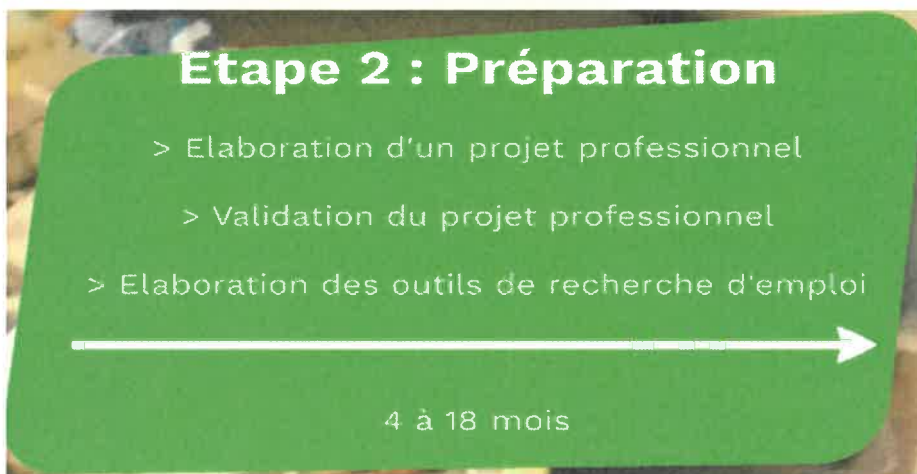 Etape 2 : Préparation
> Elaboration d'un projet professionnel
> Validation du projet professionnel
> Elaboration des outils de recherche d'emploi
4 à 18 mois